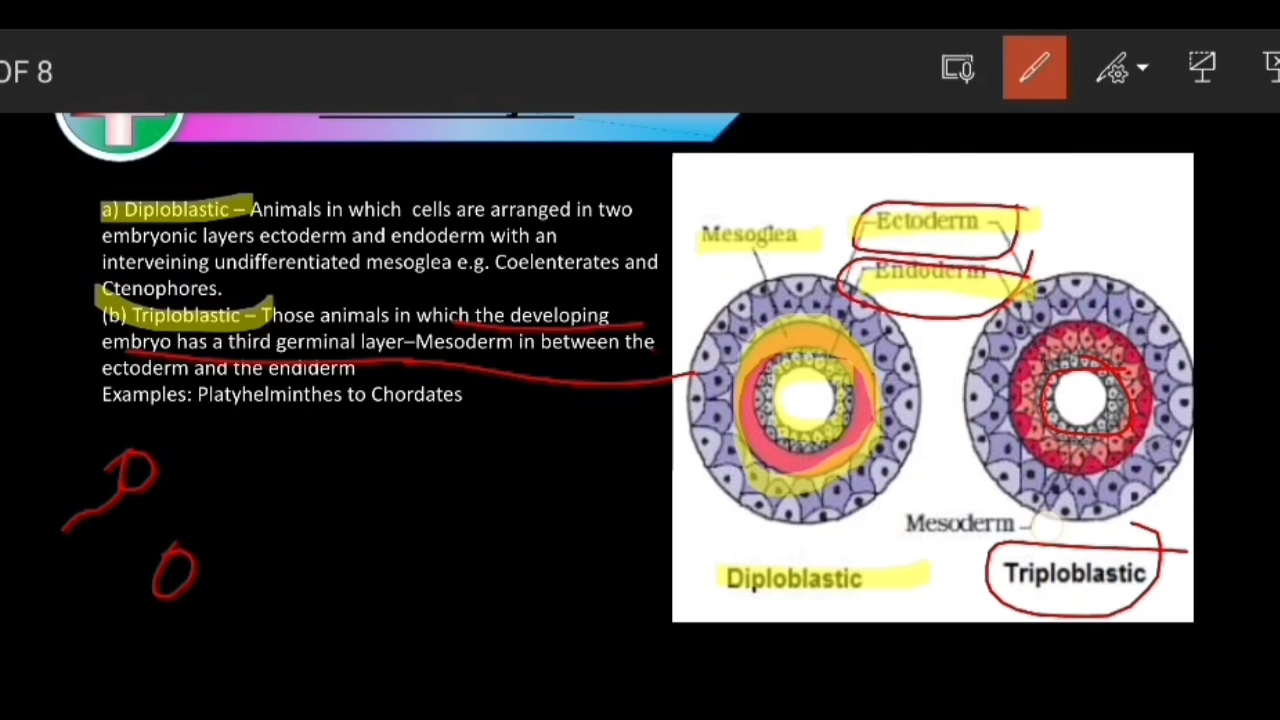 OF 8
a) Diploblastic – Animals in which cells are arranged in two
embryonic layers ectoderm and endoderm with an
interveining undifferentiated mesoglea e.g. Coelenterates and
Ctenophores.
(b) Triploblastic – Those animals in which the developing
embryo has a third germinal layer–Mesoderm in between the
ectoderm and the endiderm
Examples: Platyhelminthes to Chordates
Mesoglea
Ectoderm
Endoderm
Mesoderm
Diploblastic
Triploblastic